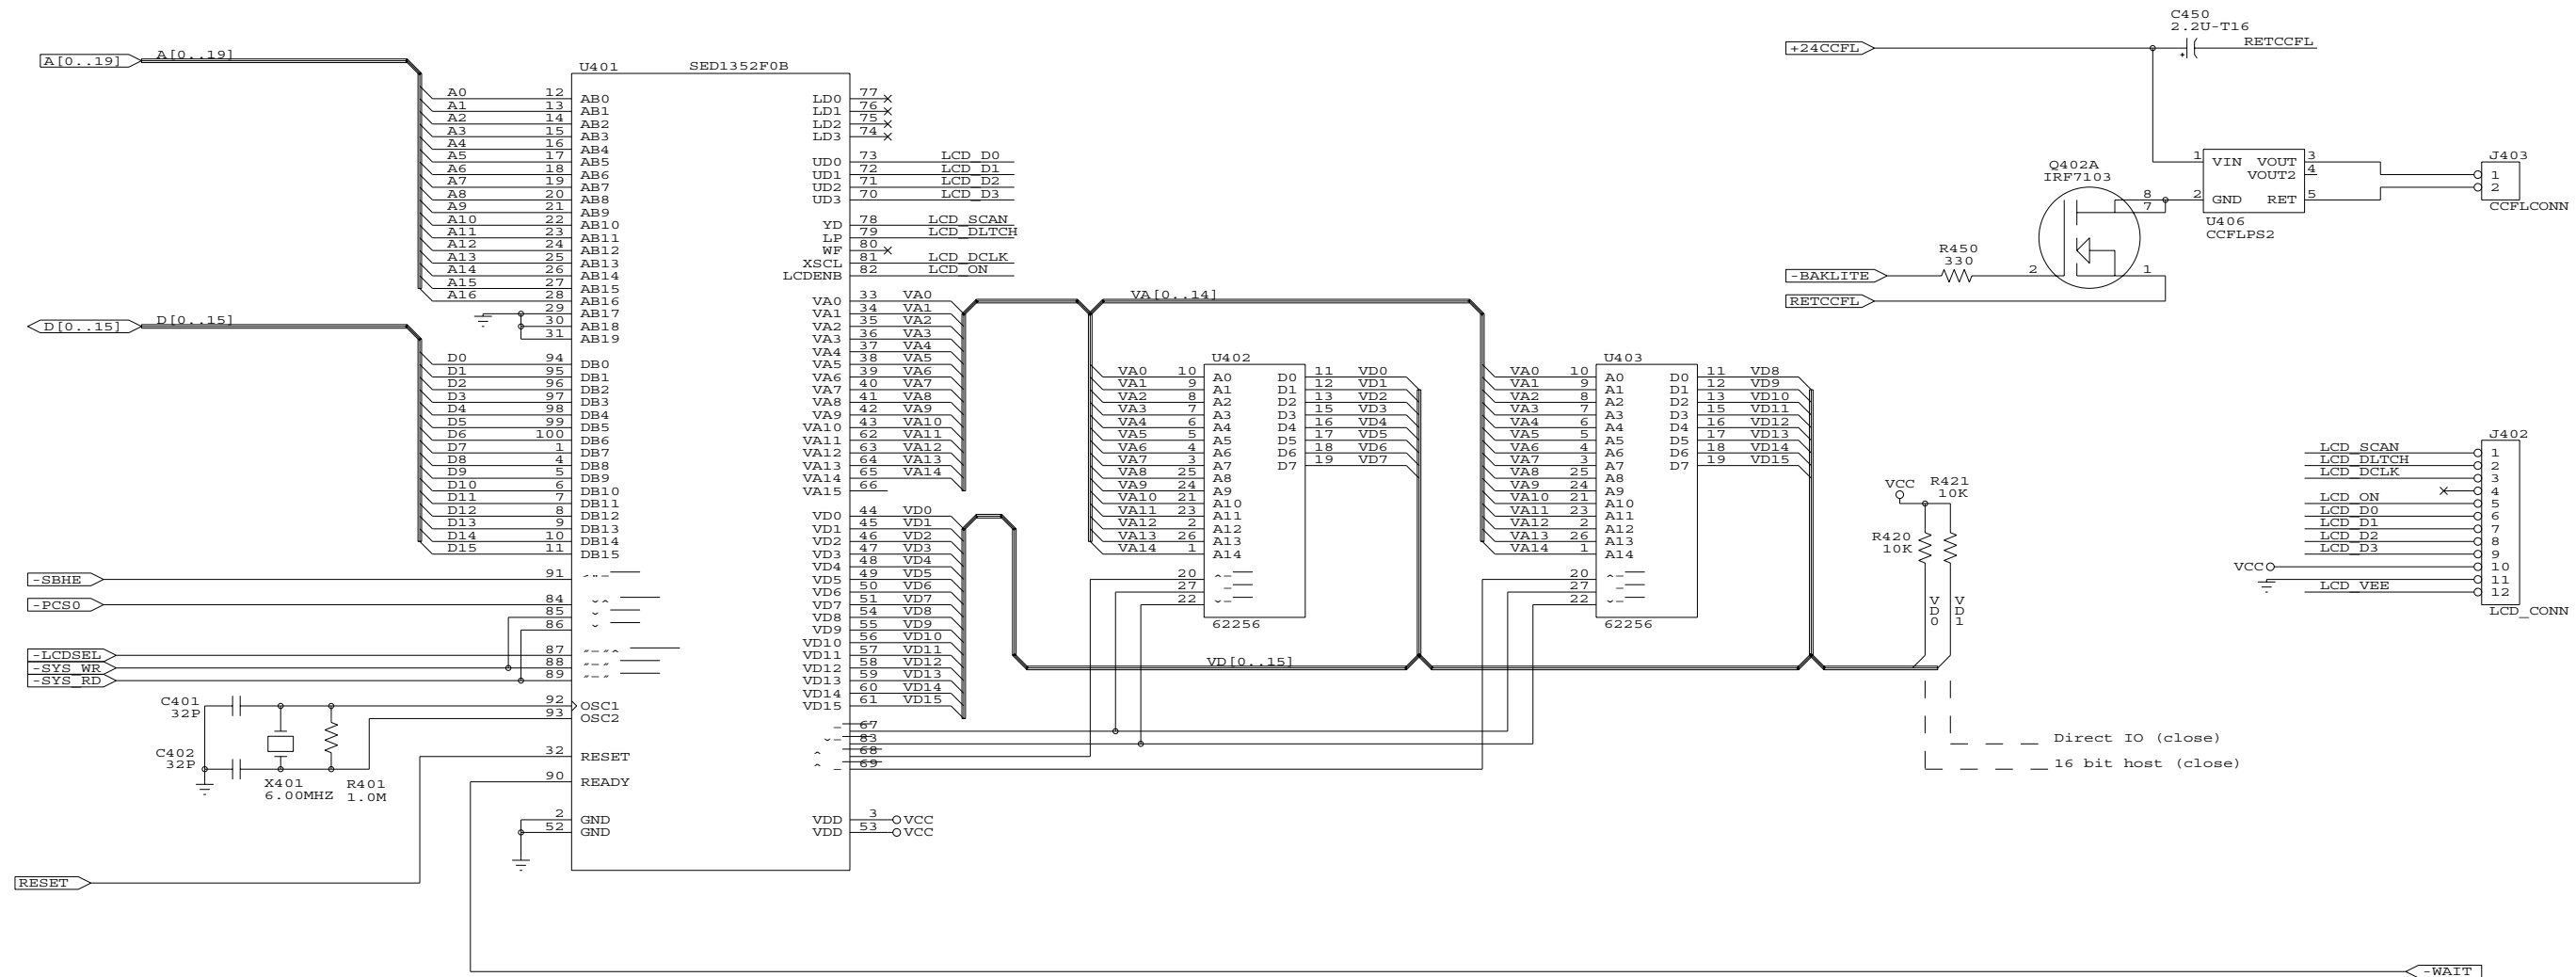 C450
2.2U-T16
+24CCFL
RETCCFL
A[0..19]
A[0..19]
U401
SED1352F0B
A0 12 AB0
A1 13 AB1
A2 14 AB2
A3 15 AB3
A4 16 AB4
A5 17 AB5
A6 18 AB6
A7 19 AB7
A8 20 AB8
A9 21 AB9
A10 22 AB10
A11 23 AB11
A12 24 AB12
A13 25 AB13
A14 26 AB14
A15 27 AB15
A16 28 AB16
29 AB17
30 AB18
31 AB19
D[0..15]
D[0..15]
D0 94 DB0
D1 95 DB1
D2 96 DB2
D3 97 DB3
D4 98 DB4
D5 99 DB5
D6 100 DB6
D7 1 DB7
D8 4 DB8
D9 5 DB9
D10 6 DB10
D11 7 DB11
D12 8 DB12
D13 9 DB13
D14 10 DB14
D15 11 DB15
-SBHE 91
-PCS0 84
85
86
-LCDSEL 87
-SYS_WR 88
-SYS_RD 89
92 OSC1
93 OSC2
C401
32P
C402
32P
X401
6.00MHZ
R401
1.0M
32 RESET
90 READY
2 GND
52 GND
RESET
LD0 77
LD1 76
LD2 75
LD3 74
UD0 73 LCD_D0
UD1 72 LCD_D1
UD2 71 LCD_D2
UD3 70 LCD_D3
YD 78 LCD_SCAN
LP 79 LCD_DLTCH
WF 80
XSCL 81 LCD_DCLK
LCDENB 82 LCD_ON
VA0 33 VA0
VA1 34 VA1
VA2 35 VA2
VA3 36 VA3
VA4 37 VA4
VA5 38 VA5
VA6 39 VA6
VA7 40 VA7
VA8 41 VA8
VA9 42 VA9
VA10 43 VA10
VA11 62 VA11
VA12 63 VA12
VA13 64 VA13
VA14 65 VA14
VA15 66
VD0 44 VD0
VD1 45 VD1
VD2 46 VD2
VD3 47 VD3
VD4 48 VD4
VD5 49 VD5
VD6 50 VD6
VD7 51 VD7
VD8 54 VD8
VD9 55 VD9
VD10 56 VD10
VD11 57 VD11
VD12 58 VD12
VD13 59 VD13
VD14 60 VD14
VD15 61 VD15
67
83
68
69
VDD 3 VCC
VDD 53 VCC
VA[0..14]
VD[0..15]
U402
VA0 10 A0 D0 11 VD0
VA1 9 A1 D1 12 VD1
VA2 8 A2 D2 13 VD2
VA3 7 A3 D3 15 VD3
VA4 6 A4 D4 16 VD4
VA5 5 A5 D5 17 VD5
VA6 4 A6 D6 18 VD6
VA7 3 A7 D7 19 VD7
VA8 25 A8
VA9 24 A9
VA10 21 A10
VA11 23 A11
VA12 2 A12
VA13 26 A13
VA14 1 A14
20
27
22
62256
U403
VA0 10 A0 D0 11 VD8
VA1 9 A1 D1 12 VD9
VA2 8 A2 D2 13 VD10
VA3 7 A3 D3 15 VD11
VA4 6 A4 D4 16 VD12
VA5 5 A5 D5 17 VD13
VA6 4 A6 D6 18 VD14
VA7 3 A7 D7 19 VD15
VA8 25 A8
VA9 24 A9
VA10 21 A10
VA11 23 A11
VA12 2 A12
VA13 26 A13
VA14 1 A14
20
27
22
62256
VCC
R421
10K
R420
10K
VD0
VD1
Direct IO (close)
16 bit host (close)
Q402A
IRF7103
8
7
2
1
R450
330
-BAKLITE
RETCCFL
1 VIN VOUT 3
VOUT2 4
2 GND RET 5
U406
CCFLPS2
J403
1
2
CCFLCONN
J402
LCD_SCAN 1
LCD_DLTCH 2
LCD_DCLK 3
4
LCD_ON 5
LCD_D0 6
LCD_D1 7
LCD_D2 8
LCD_D3 9
VCC 10
11
LCD_VEE 12
LCD_CONN
-WAIT